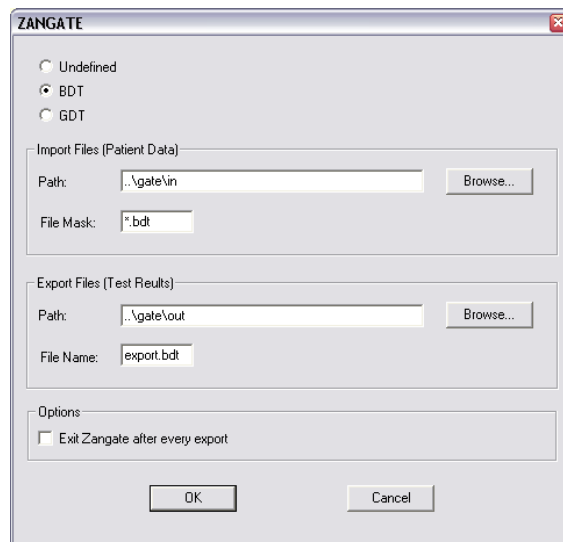 ZANGATE
Undefined
BDT
GDT
Import Files (Patient Data)
Path: ..\gate\in Browse...
File Mask: *.bdt
Export Files (Test Reults)
Path: ..\gate\out Browse...
File Name: export.bdt
Options
Exit Zangate after every export
OK Cancel